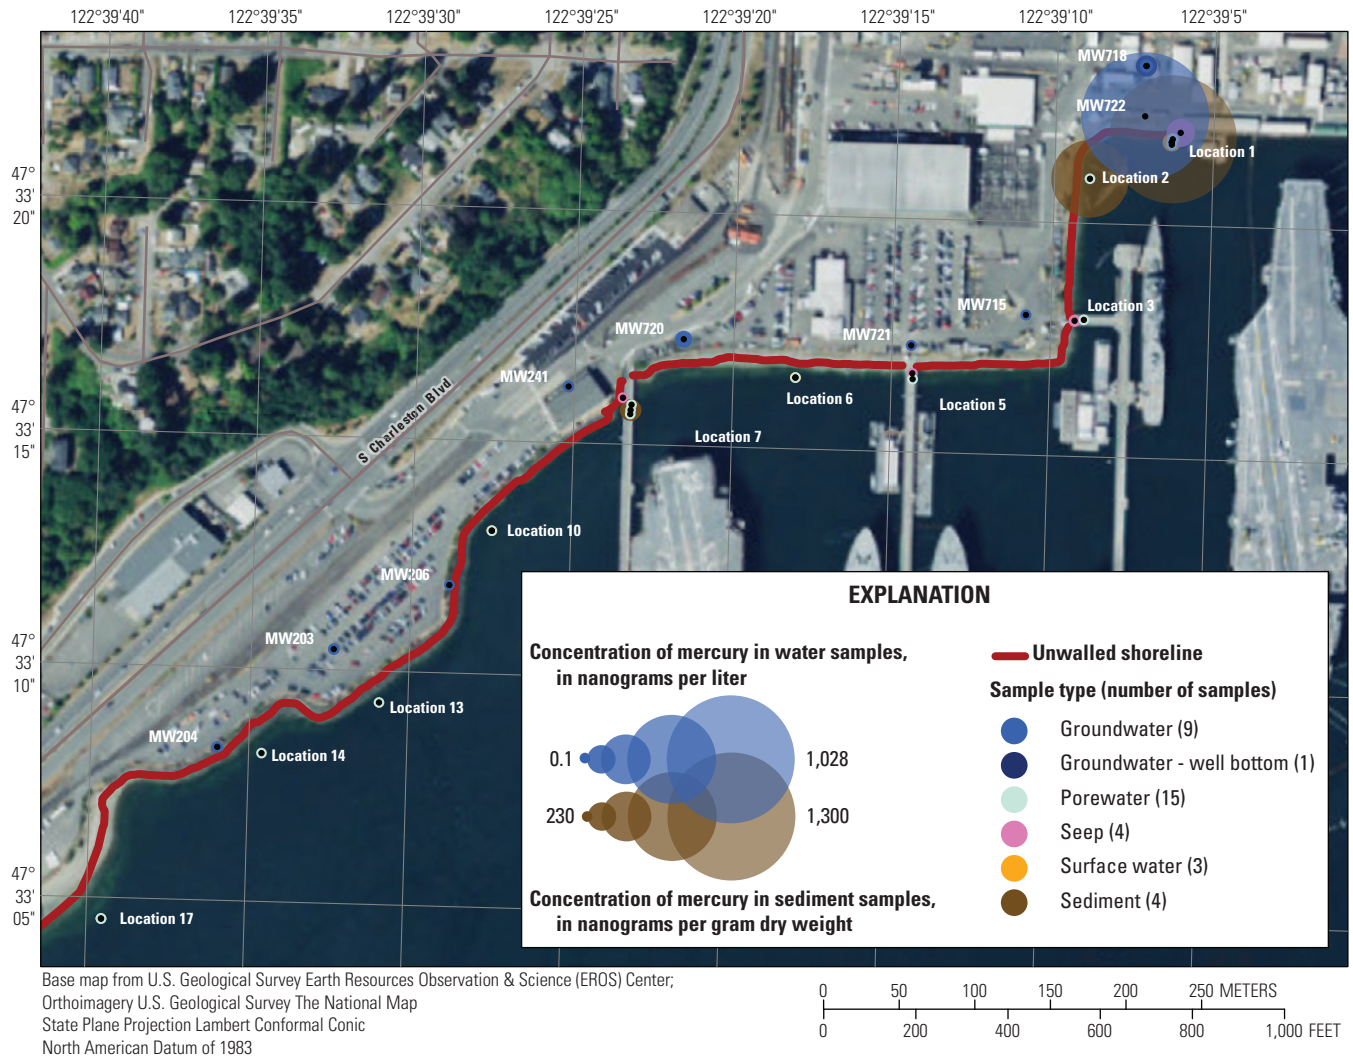 122°39'40" 122°39'35" 122°39'30" 122°39'25" 122°39'20" 122°39'15" 122°39'10" 122°39'5"
47°
33'
20"
47°
33'
15"
47°
33'
10"
47°
33'
05"
MW718
MW722
Location 1
Location 2
Location 3
MW715
MW721
MW720
MW241
Location 6
Location 5
Location 7
S Charleston Blvd
Location 10
MW206
MW203
Location 13
MW204
Location 14
Location 17
EXPLANATION
Concentration of mercury in water samples,
in nanograms per liter
0.1 1,028
230 1,300
Concentration of mercury in sediment samples,
in nanograms per gram dry weight
Unwalled shoreline
Sample type (number of samples)
Groundwater (9)
Groundwater - well bottom (1)
Porewater (15)
Seep (4)
Surface water (3)
Sediment (4)
Base map from U.S. Geological Survey Earth Resources Observation & Science (EROS) Center;
Orthoimagery U.S. Geological Survey The National Map
State Plane Projection Lambert Conformal Conic
North American Datum of 1983
0 50 100 150 200 250 METERS
0 200 400 600 800 1,000 FEET